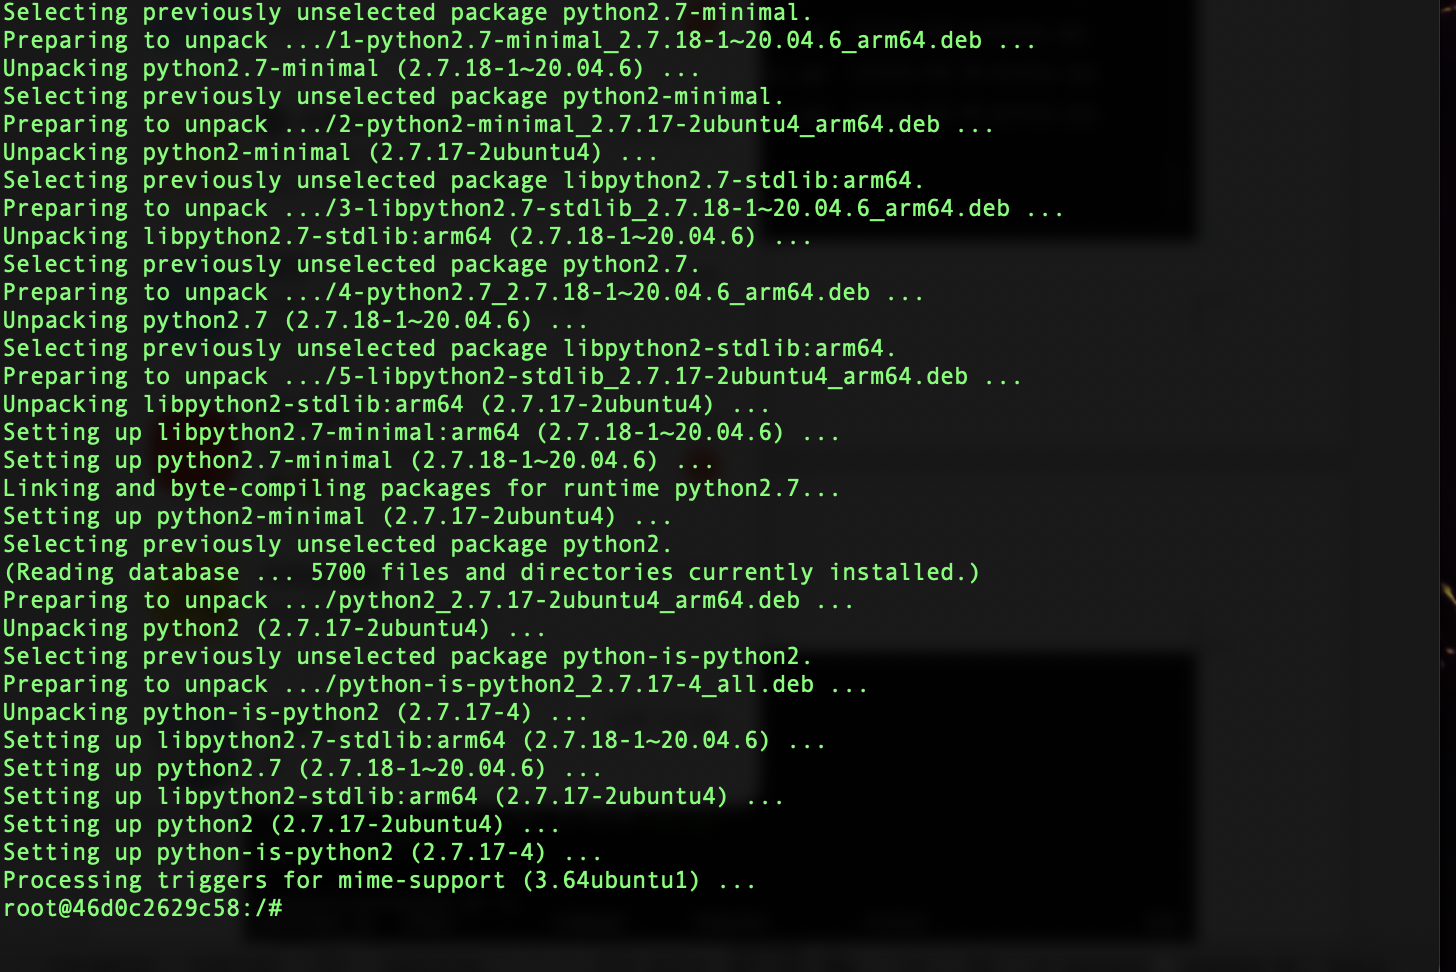 Selecting previously unselected package python2.7-minimal.
Preparing to unpack .../1-python2.7-minimal_2.7.18-1~20.04.6_arm64.deb ...
Unpacking python2.7-minimal (2.7.18-1~20.04.6) ...
Selecting previously unselected package python2-minimal.
Preparing to unpack .../2-python2-minimal_2.7.17-2ubuntu4_arm64.deb ...
Unpacking python2-minimal (2.7.17-2ubuntu4) ...
Selecting previously unselected package libpython2.7-stdlib:arm64.
Preparing to unpack .../3-libpython2.7-stdlib_2.7.18-1~20.04.6_arm64.deb ...
Unpacking libpython2.7-stdlib:arm64 (2.7.18-1~20.04.6) ...
Selecting previously unselected package python2.7.
Preparing to unpack .../4-python2.7_2.7.18-1~20.04.6_arm64.deb ...
Unpacking python2.7 (2.7.18-1~20.04.6) ...
Selecting previously unselected package libpython2-stdlib:arm64.
Preparing to unpack .../5-libpython2-stdlib_2.7.17-2ubuntu4_arm64.deb ...
Unpacking libpython2-stdlib:arm64 (2.7.17-2ubuntu4) ...
Setting up libpython2.7-minimal:arm64 (2.7.18-1~20.04.6) ...
Setting up python2.7-minimal (2.7.18-1~20.04.6) ...
Linking and byte-compiling packages for runtime python2.7...
Setting up python2-minimal (2.7.17-2ubuntu4) ...
Selecting previously unselected package python2.
(Reading database ... 5700 files and directories currently installed.)
Preparing to unpack .../python2_2.7.17-2ubuntu4_arm64.deb ...
Unpacking python2 (2.7.17-2ubuntu4) ...
Selecting previously unselected package python-is-python2.
Preparing to unpack .../python-is-python2_2.7.17-4_all.deb ...
Unpacking python-is-python2 (2.7.17-4) ...
Setting up libpython2.7-stdlib:arm64 (2.7.18-1~20.04.6) ...
Setting up python2.7 (2.7.18-1~20.04.6) ...
Setting up libpython2-stdlib:arm64 (2.7.17-2ubuntu4) ...
Setting up python2 (2.7.17-2ubuntu4) ...
Setting up python-is-python2 (2.7.17-4) ...
Processing triggers for mime-support (3.64ubuntu1) ...
root@46d0c2629c58:/#